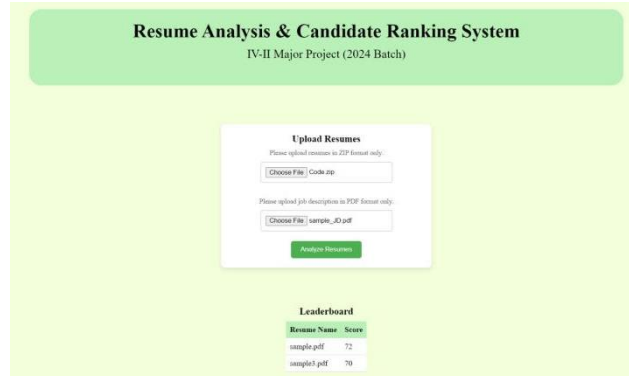 Resume Analysis & Candidate Ranking System
IV-II Major Project (2024 Batch)
Upload Resumes
Please upload resumes in ZIP format only.
Choose File Code.zip
Please upload job description in PDF format only.
Choose File sample_JD.pdf
Analyze Resumes
Leaderboard
Resume Name Score
sample.pdf 72
sample3.pdf 70